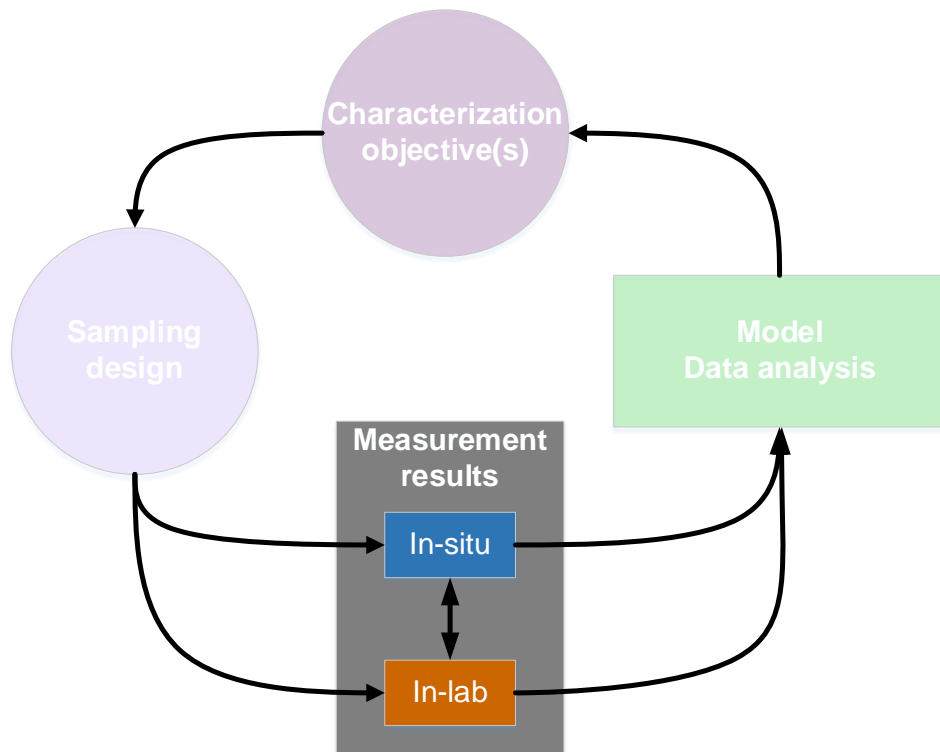 Characterization
objective(s)
Sampling
design
Model
Data analysis
Measurement
results
In-situ
In-lab